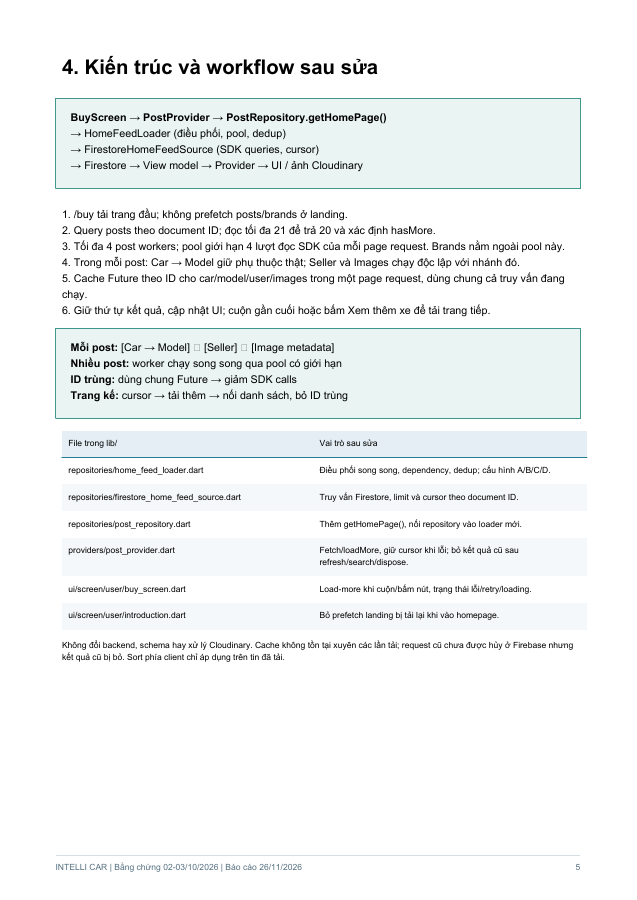 4. Kiến trúc và workflow sau sửa
BuyScreen → PostProvider → PostRepository.getHomePage()
→ HomeFeedLoader (điều phối, pool, dedup)
→ FirestoreHomeFeedSource (SDK queries, cursor)
→ Firestore → View model → Provider → UI / ảnh Cloudinary
1. /buy tải trang đầu; không prefetch posts/brands ở landing.
2. Query posts theo document ID; đọc tối đa 21 để trả 20 và xác định hasMore.
3. Tối đa 4 post workers; pool giới hạn 4 lượt đọc SDK của mỗi page request. Brands nằm ngoài pool này.
4. Trong mỗi post: Car → Model giữ phụ thuộc thật; Seller và Images chạy độc lập với nhánh đó.
5. Cache Future theo ID cho car/model/user/images trong một page request, dùng chung cả truy vấn đang
chạy.
6. Giữ thứ tự kết quả, cập nhật UI; cuộn gần cuối hoặc bấm Xem thêm xe để tải trang tiếp.
Mỗi post: [Car → Model] □ [Seller] □ [Image metadata]
Nhiều post: worker chạy song song qua pool có giới hạn
ID trùng: dùng chung Future → giảm SDK calls
Trang kế: cursor → tải thêm → nối danh sách, bỏ ID trùng
File trong lib/ Vai trò sau sửa
repositories/home_feed_loader.dart Điều phối song song, dependency, dedup; cấu hình A/B/C/D.
repositories/firestore_home_feed_source.dart Truy vấn Firestore, limit và cursor theo document ID.
repositories/post_repository.dart Thêm getHomePage(), nối repository vào loader mới.
providers/post_provider.dart Fetch/loadMore, giữ cursor khi lỗi; bỏ kết quả cũ sau
refresh/search/dispose.
ui/screen/user/buy_screen.dart Load-more khi cuộn/bấm nút, trạng thái lỗi/retry/loading.
ui/screen/user/introduction.dart Bỏ prefetch landing bị tải lại khi vào homepage.
Không đổi backend, schema hay xử lý Cloudinary. Cache không tồn tại xuyên các lần tải; request cũ chưa được hủy ở Firebase nhưng
kết quả cũ bị bỏ. Sort phía client chỉ áp dụng trên tin đã tải.
INTELLI CAR | Bằng chứng 02-03/10/2026 | Báo cáo 26/11/2026 5